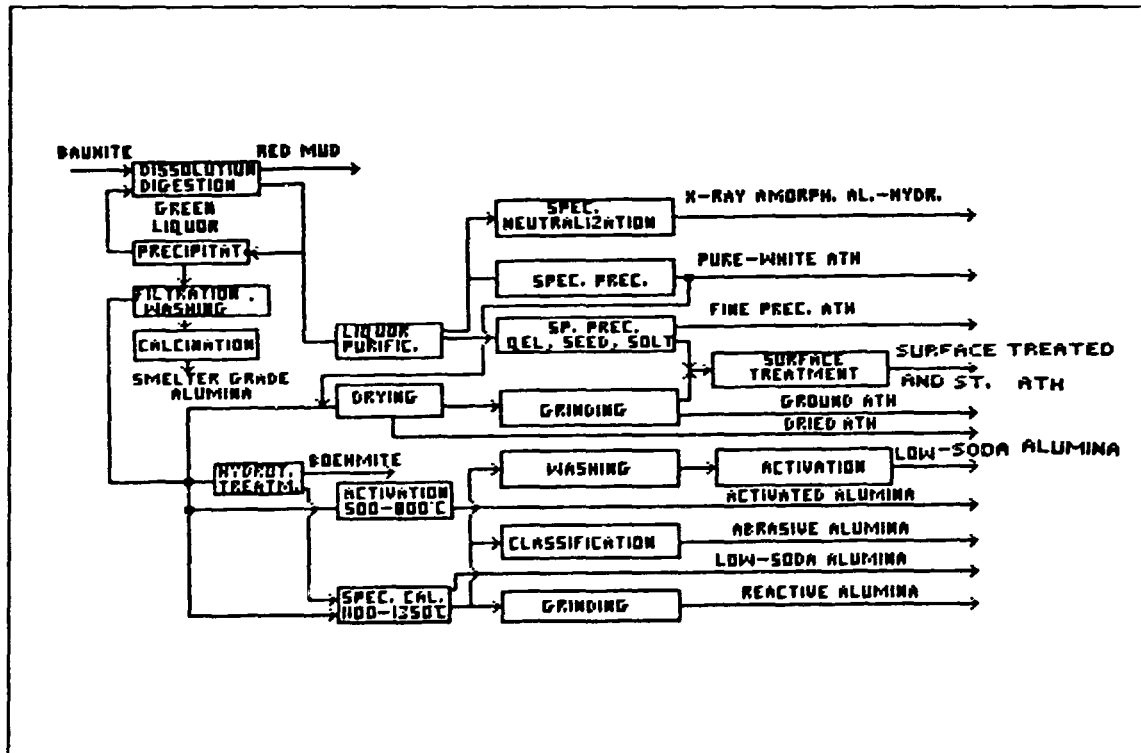 BAUXITE
RED MUD
DISSOLUTION
DIGESTION
GREEN
LIQUOR
PRECIPITAT.
FILTRATION.
WASHING
CALCINATION
SMELTER GRADE
ALUMINA
LIQUOR
PURIFIC.
SPEC.
NEUTRALIZATION
X-RAY AMORPH. AL.-HYDR.
SPEC. PREC.
PURE-WHITE ATH
SP. PREC.
GEL, SEED, SOLT
FINE PREC. ATH
SURFACE
TREATMENT
SURFACE TREATED
AND ST. ATH
DRYING
GRINDING
GROUND ATH
DRIED ATH
HYDROT.
TREATM.
BOEHMITE
WASHING
ACTIVATION
LOW-SODA ALUMINA
ACTIVATION
500-800°C
ACTIVATED ALUMINA
CLASSIFICATION
ABRASIVE ALUMINA
LOW-SODA ALUMINA
SPEC. CAL.
1100-1350°C
GRINDING
REACTIVE ALUMINA